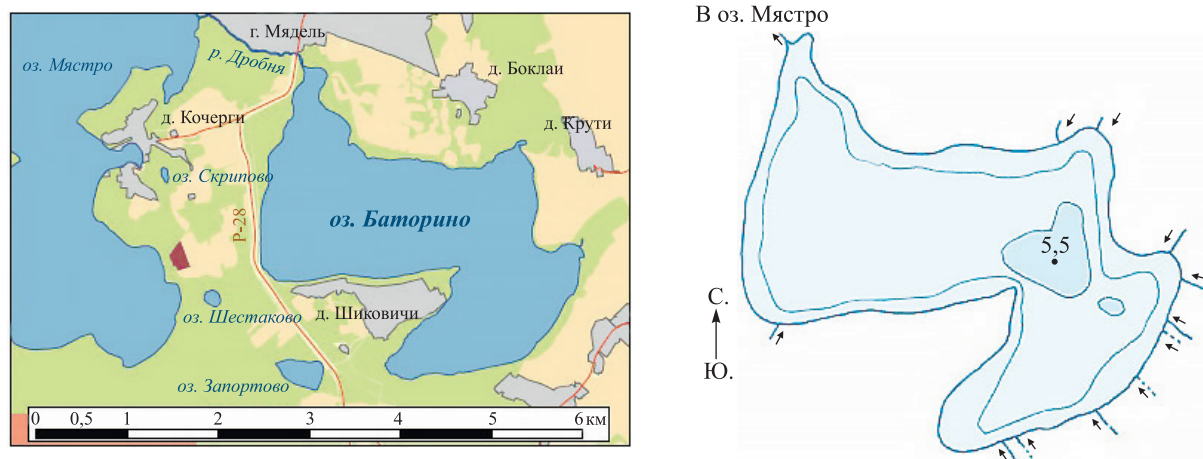 г. Мядель
оз. Мястро
р. Дробня
д. Боклаи
д. Кочерги
д. Крути
оз. Скрипово
Р-28
оз. Баторино
оз. Шестаково
д. Шиковичи
оз. Запортово
0 0,5 1 2 3 4 5 6 км
В оз. Мястро
5,5
С.
Ю.